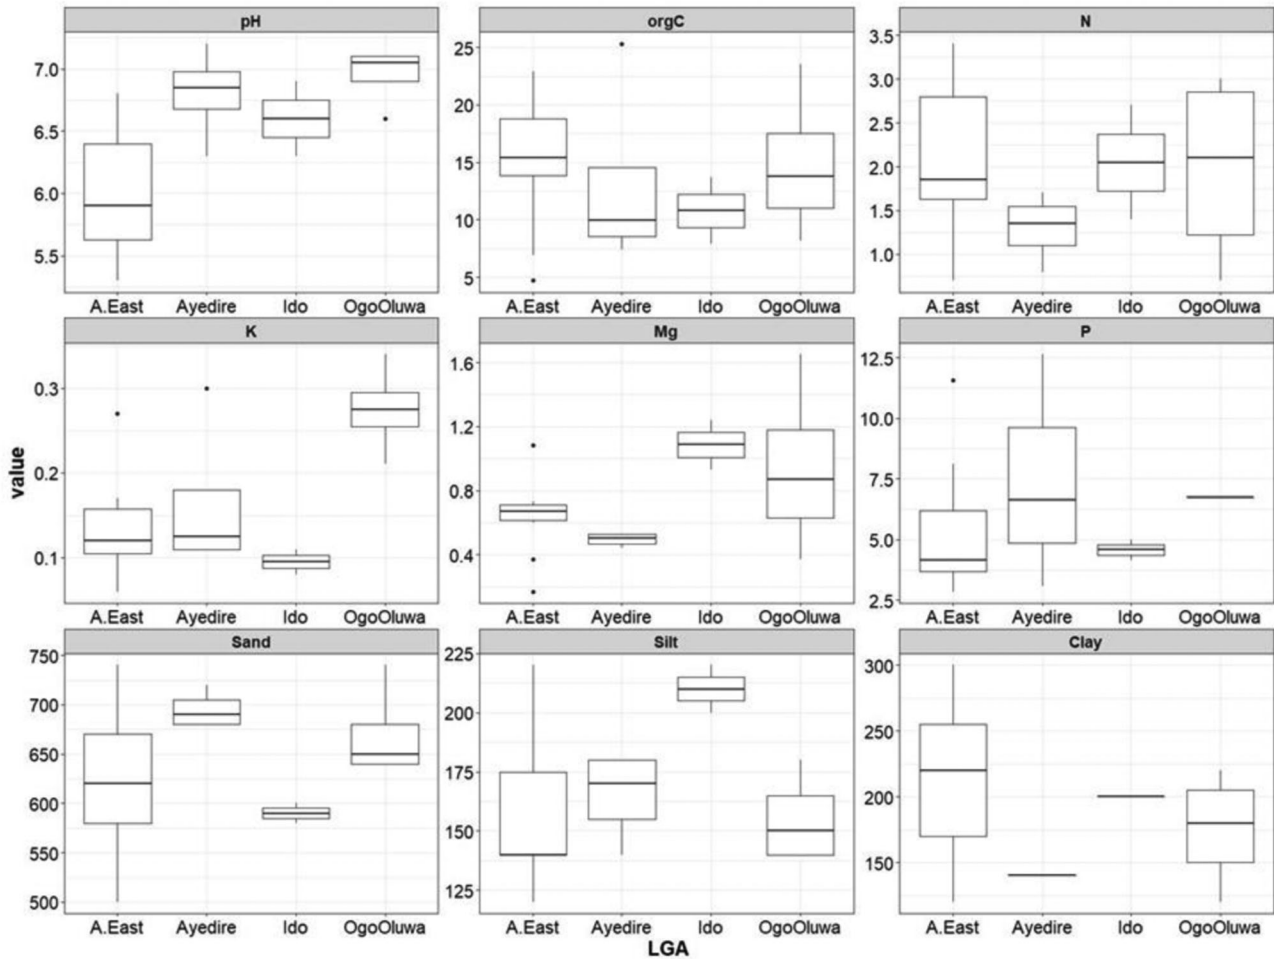 pH
orgC
N
7.0
6.5
6.0
5.5
25
20
15
10
5
3.5
3.0
2.5
2.0
1.5
1.0
A.East Ayedire Ido OgoOluwa
A.East Ayedire Ido OgoOluwa
A.East Ayedire Ido OgoOluwa
K
Mg
P
value
0.3
0.2
0.1
1.6
1.2
0.8
0.4
12.5
10.0
7.5
5.0
2.5
A.East Ayedire Ido OgoOluwa
A.East Ayedire Ido OgoOluwa
A.East Ayedire Ido OgoOluwa
Sand
Silt
Clay
750
700
650
600
550
500
225
200
175
150
125
300
250
200
150
A.East Ayedire Ido OgoOluwa
A.East Ayedire Ido OgoOluwa
A.East Ayedire Ido OgoOluwa
LGA